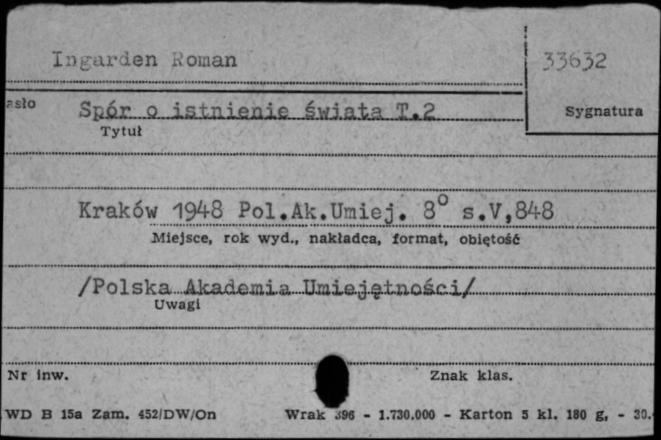 Ingarden Roman 33632
asło Spór o istnienie świata T.2 Sygnatura
Tytuł
Kraków 1948 Pol.Ak.Umiej. 8° s.V,848
Miejsce, rok wyd., nakładca, format, objętość
/Polska Akademia Umiejętności/
Uwagi
Nr inw. Znak klas.
WD B 15a Zam. 452/DW/On Wrak 396 - 1.730.000 - Karton 5 kl. 180 g, - 30.